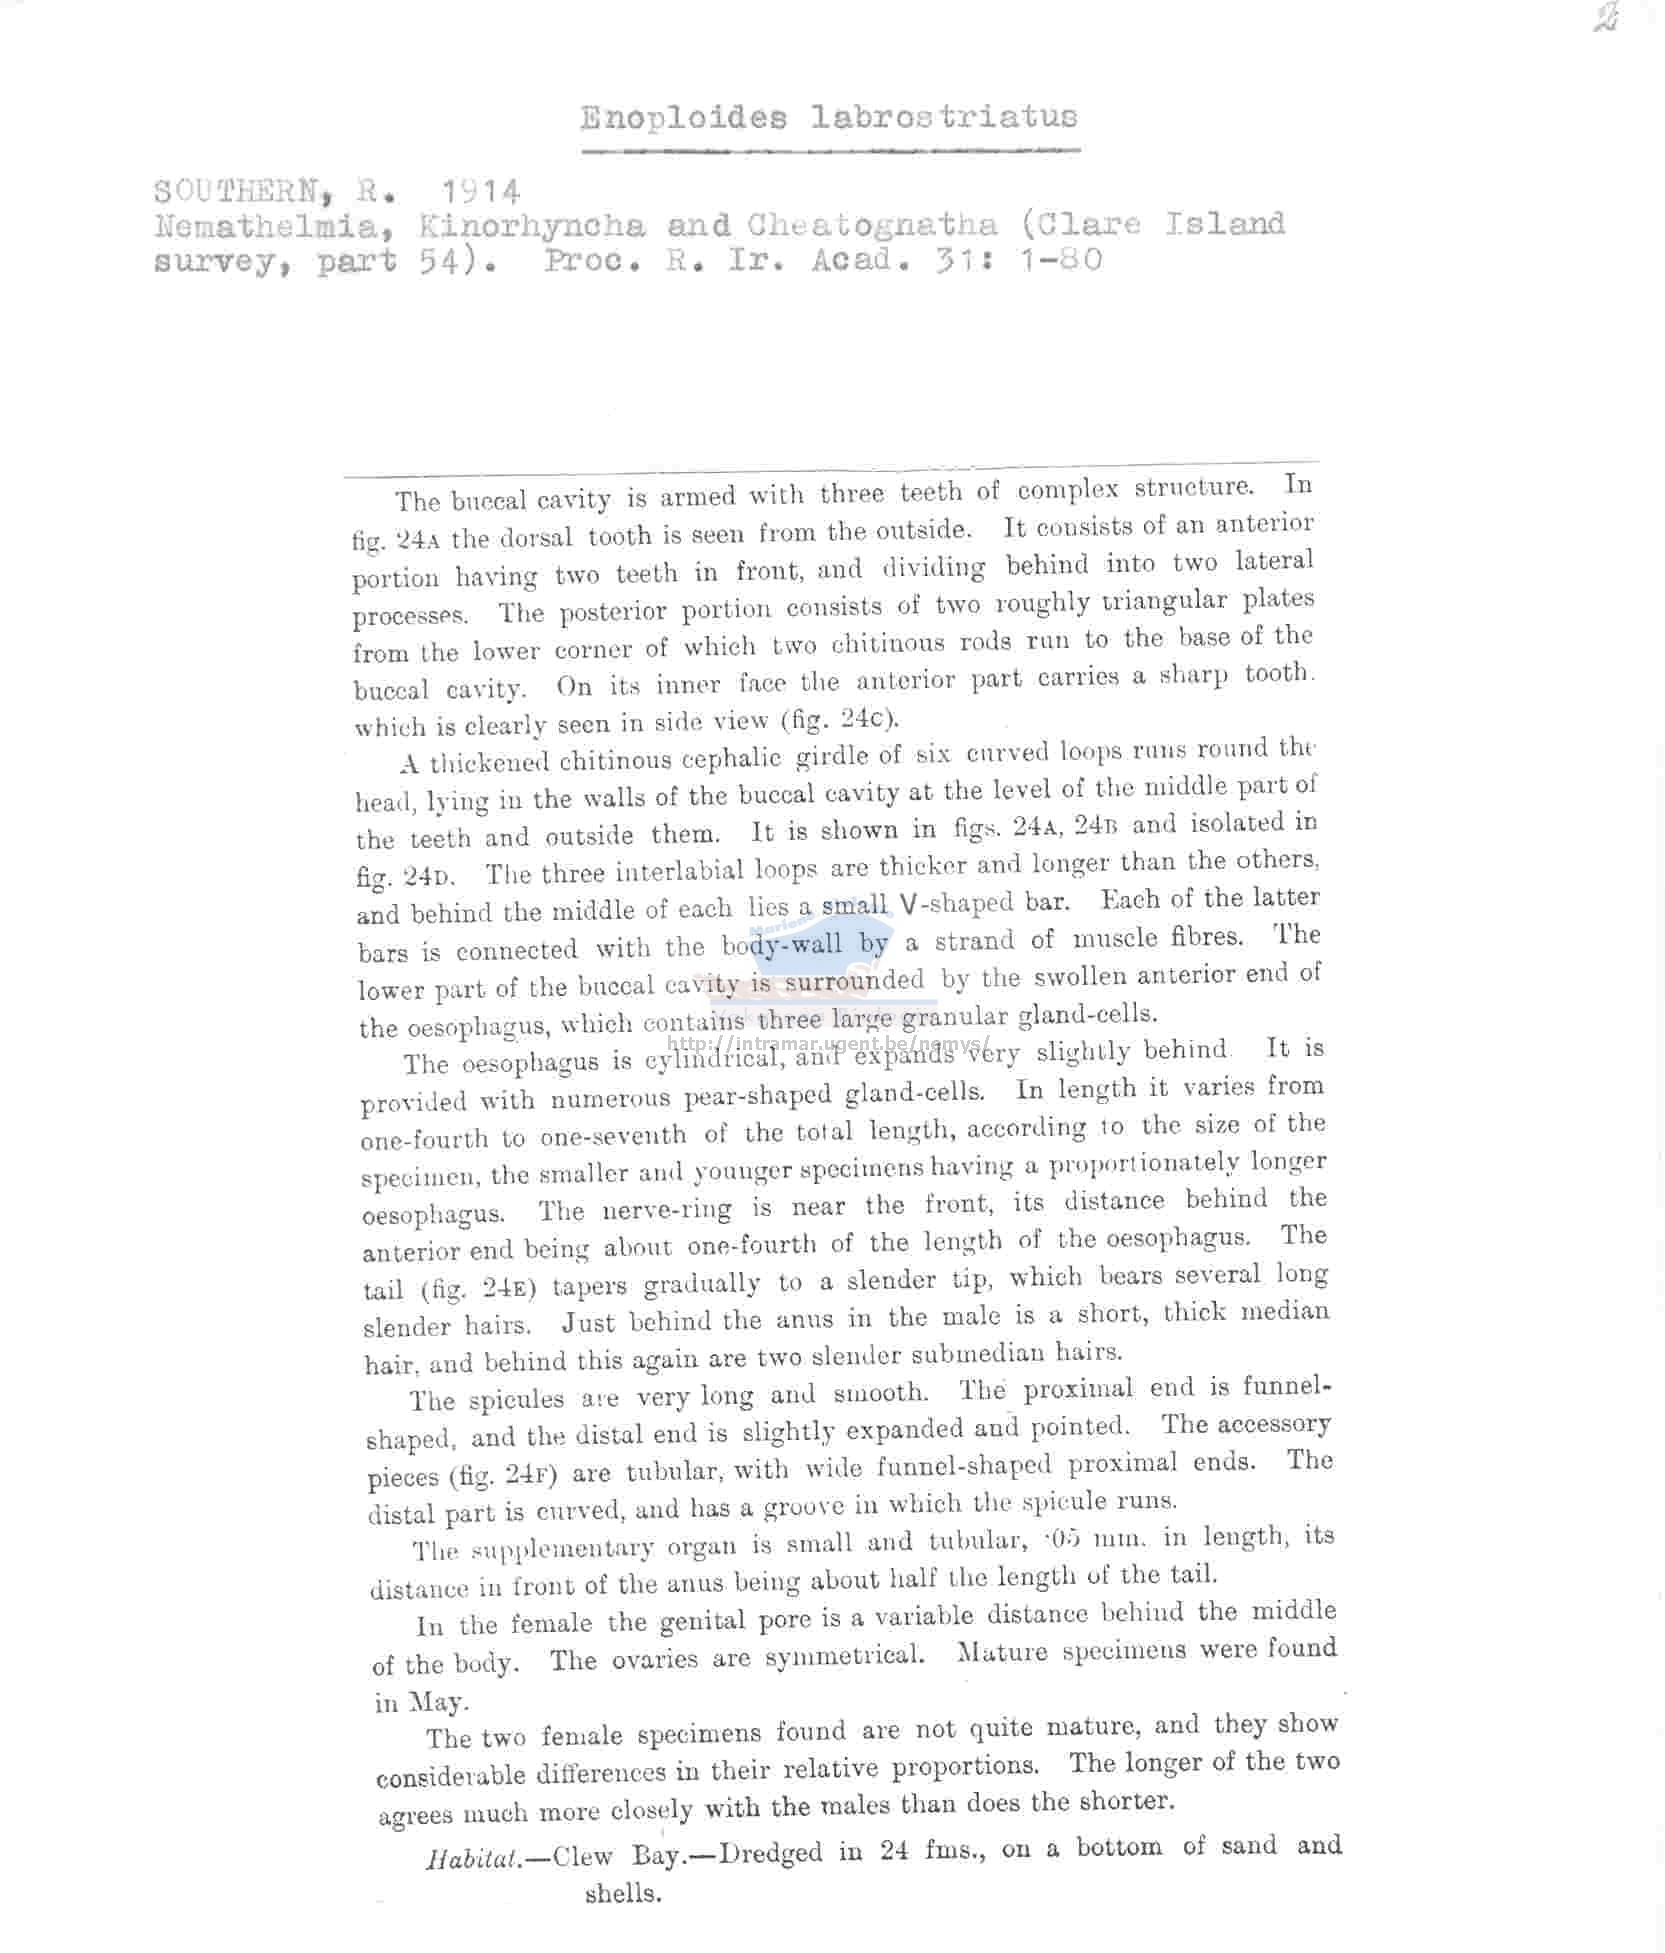 2
Enoploides labrostriatus
SOUTHERN, R. 1914
Nemathelmia, Kinorhyncha and Cheatognatha (Clare Island
survey, part 54). Proc. R. Ir. Acad. 31: 1-80
The buccal cavity is armed with three teeth of complex structure. In
fig. 24A the dorsal tooth is seen from the outside. It consists of an anterior
portion having two teeth in front, and dividing behind into two lateral
processes. The posterior portion consists of two roughly triangular plates
from the lower corner of which two chitinous rods run to the base of the
buccal cavity. On its inner face the anterior part carries a sharp tooth.
which is clearly seen in side view (fig. 24C).
A thickened chitinous cephalic girdle of six curved loops runs round the
head, lying in the walls of the buccal cavity at the level of the middle part of
the teeth and outside them. It is shown in figs. 24A, 24B and isolated in
fig. 24D. The three interlabial loops are thicker and longer than the others,
and behind the middle of each lies a small V-shaped bar. Each of the latter
bars is connected with the body-wall by a strand of muscle fibres. The
lower part of the buccal cavity is surrounded by the swollen anterior end of
the oesophagus, which contains three large granular gland-cells.
http://intramar.ugent.be/nemys/
The oesophagus is cylindrical, and expands very slightly behind. It is
provided with numerous pear-shaped gland-cells. In length it varies from
one-fourth to one-seventh of the total length, according to the size of the
specimen, the smaller and younger specimens having a proportionately longer
oesophagus. The nerve-ring is near the front, its distance behind the
anterior end being about one-fourth of the length of the oesophagus. The
tail (fig. 24E) tapers gradually to a slender tip, which bears several long
slender hairs. Just behind the anus in the male is a short, thick median
hair, and behind this again are two slender submedian hairs.
The spicules are very long and smooth. The proximal end is funnel-
shaped, and the distal end is slightly expanded and pointed. The accessory
pieces (fig. 24F) are tubular, with wide funnel-shaped proximal ends. The
distal part is curved, and has a groove in which the spicule runs.
The supplementary organ is small and tubular, ·05 mm. in length, its
distance in front of the anus being about half the length of the tail.
In the female the genital pore is a variable distance behind the middle
of the body. The ovaries are symmetrical. Mature specimens were found
in May.
The two female specimens found are not quite mature, and they show
considerable differences in their relative proportions. The longer of the two
agrees much more closely with the males than does the shorter.
Habitat.—Clew Bay.—Dredged in 24 fms., on a bottom of sand and
shells.